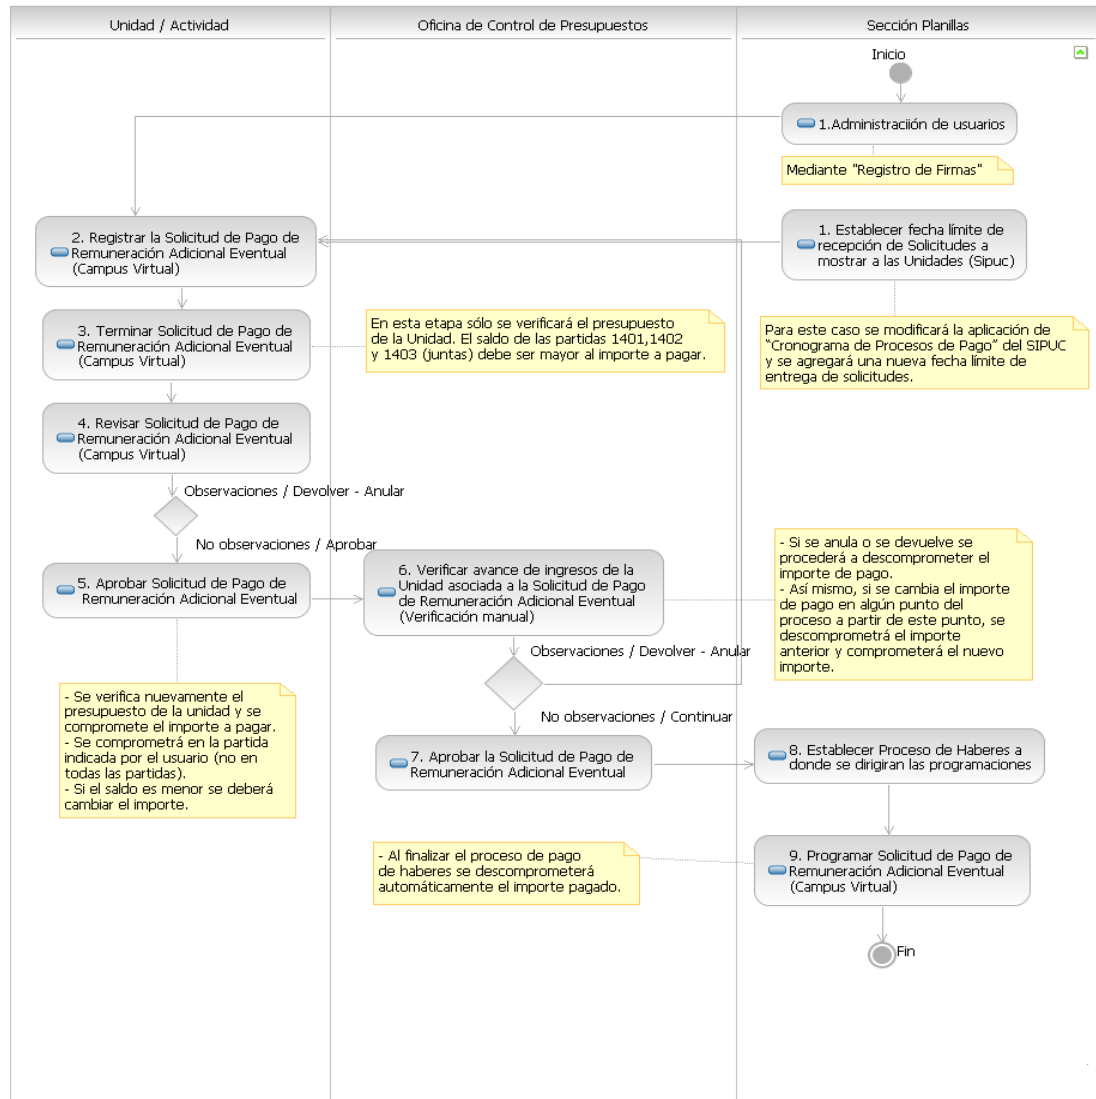 Unidad / Actividad
Oficina de Control de Presupuestos
Sección Planillas
Inicio
1.Administraciión de usuarios
Mediante "Registro de Firmas"
2. Registrar la Solicitud de Pago de
Remuneración Adicional Eventual
(Campus Virtual)
1. Establecer fecha límite de
recepción de Solicitudes a
mostrar a las Unidades (Sipuc)
3. Terminar Solicitud de Pago de
Remuneración Adicional Eventual
(Campus Virtual)
En esta etapa sólo se verificará el presupuesto
de la Unidad. El saldo de las partidas 1401,1402
y 1403 (juntas) debe ser mayor al importe a pagar.
Para este caso se modificará la aplicación de
"Cronograma de Procesos de Pago" del SIPUC
y se agregará una nueva fecha límite de
entrega de solicitudes.
4. Revisar Solicitud de Pago de
Remuneración Adicional Eventual
(Campus Virtual)
Observaciones / Devolver - Anular
No observaciones / Aprobar
5. Aprobar Solicitud de Pago de
Remuneración Adicional Eventual
6. Verificar avance de ingresos de la
Unidad asociada a la Solicitud de Pago
de Remuneración Adicional Eventual
(Verificación manual)
- Si se anula o se devuelve se
procederá a descomprometer el
importe de pago.
- Así mismo, si se cambia el importe
de pago en algún punto del
proceso a partir de este punto, se
descomprometrá el importe
anterior y comprometerá el nuevo
importe.
Observaciones / Devolver - Anular
No observaciones / Continuar
- Se verifica nuevamente el
presupuesto de la unidad y se
compromete el importe a pagar.
- Se comprometrá en la partida
indicada por el usuario (no en
todas las partidas).
- Si el saldo es menor se deberá
cambiar el importe.
7. Aprobar la Solicitud de Pago de
Remuneración Adicional Eventual
8. Establecer Proceso de Haberes a
donde se dirigiran las programaciones
- Al finalizar el proceso de pago
de haberes se descomprometerá
automáticamente el importe pagado.
9. Programar Solicitud de Pago de
Remuneración Adicional Eventual
(Campus Virtual)
Fin